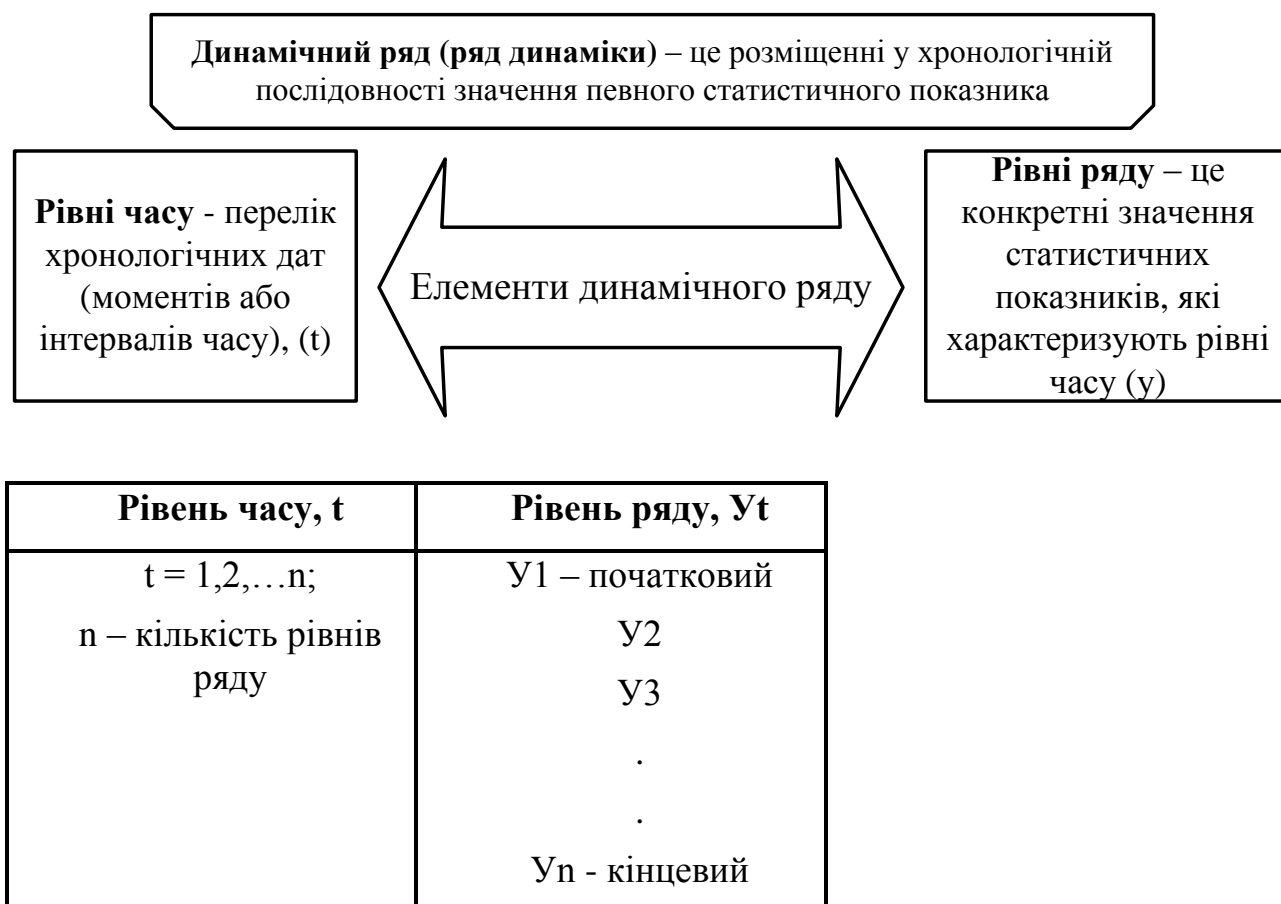 Динамічний ряд (ряд динаміки) – це розміщенні у хронологічній
послідовності значення певного статистичного показника
Рівні часу - перелік
хронологічних дат
(моментів або
інтервалів часу), (t)
Елементи динамічного ряду
Рівні ряду – це
конкретні значення
статистичних
показників, які
характеризують рівні
часу (у)
Рівень часу, t
Рівень ряду, Уt
t = 1,2,…n;
n – кількість рівнів
ряду
У1 – початковий
У2
У3
.
.
Уn - кінцевий